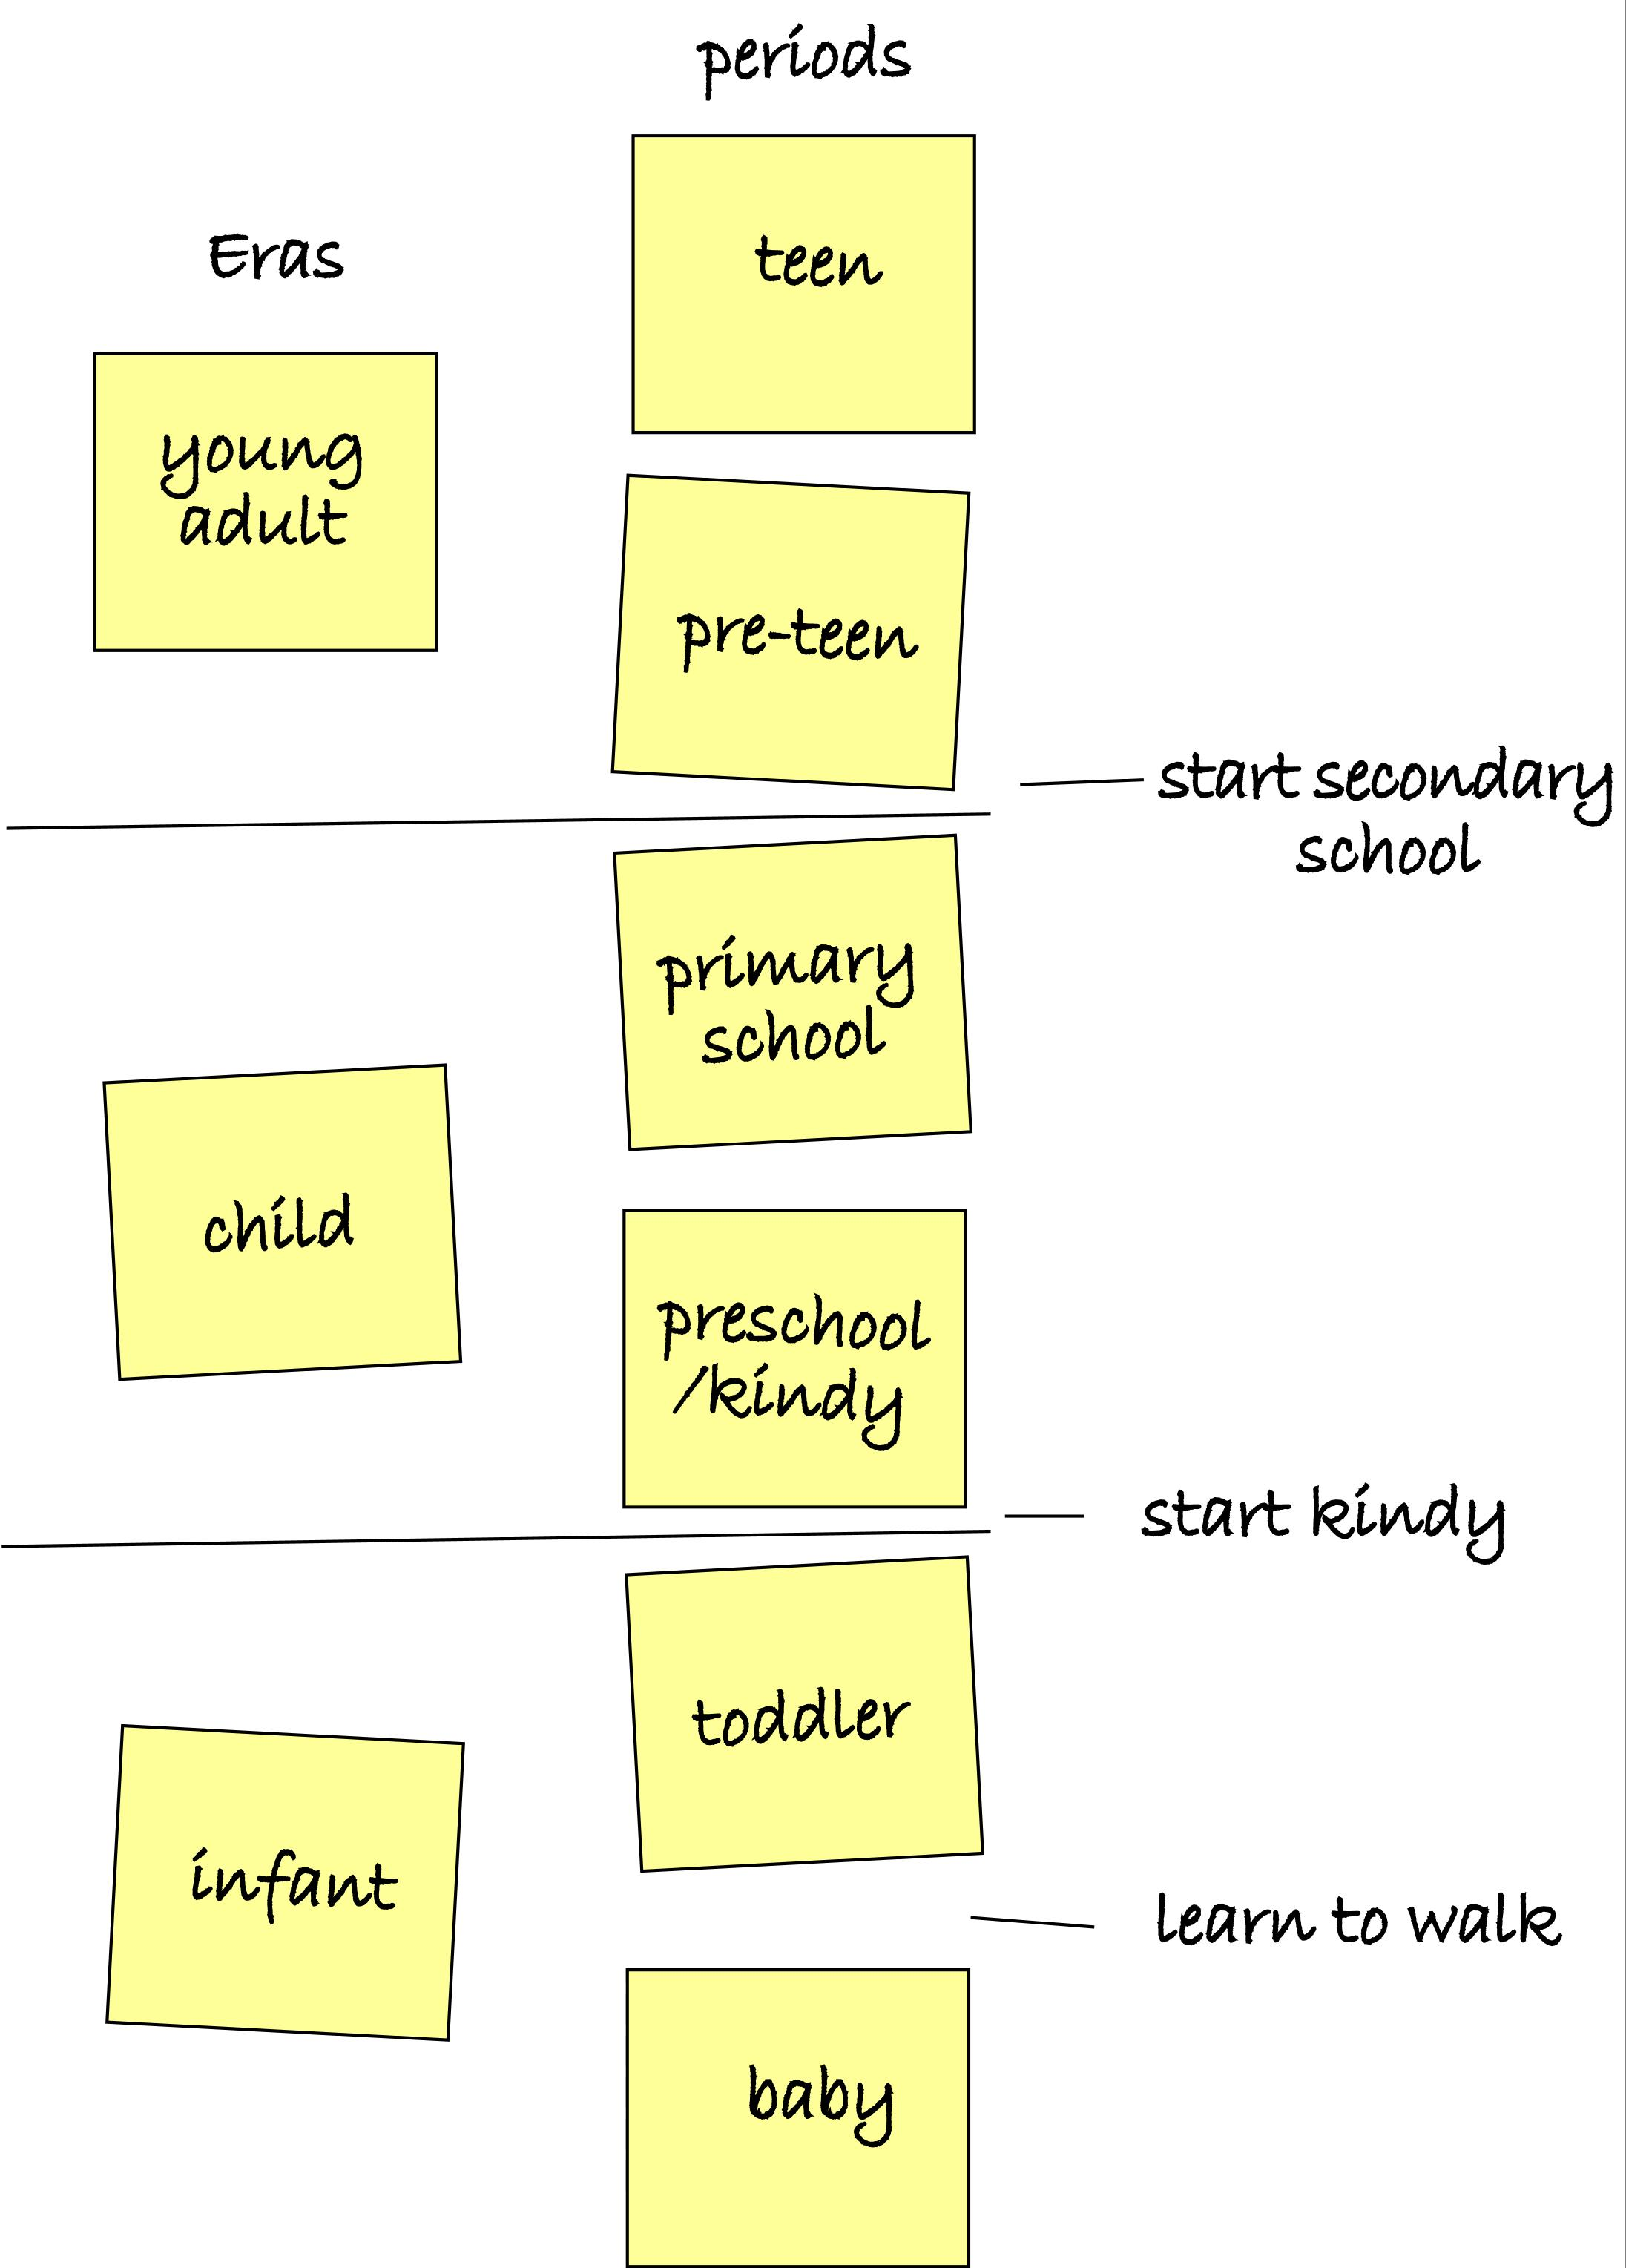 periods
Eras
teen
young
adult
pre-teen
start secondary
school
primary
school
child
preschool
/kindy
start kindy
toddler
infant
learn to walk
baby